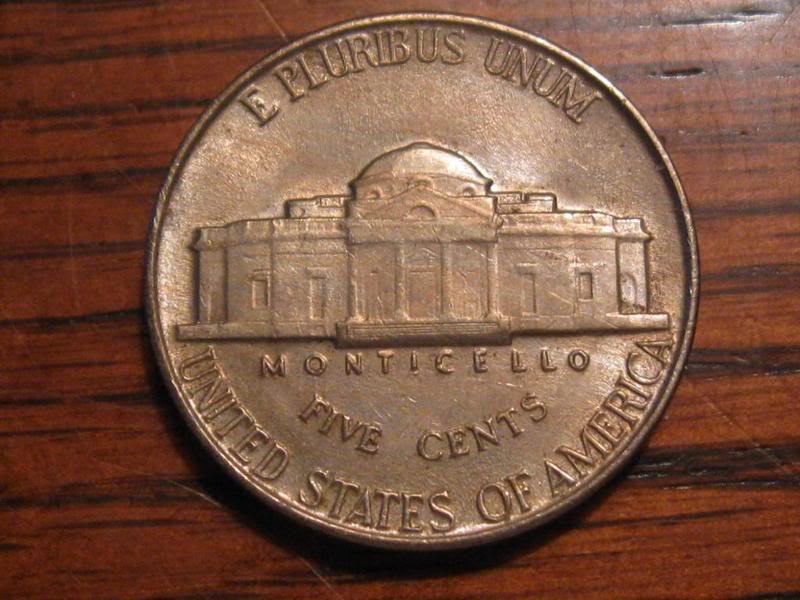 E PLURIBUS UNUM
MONTICELLO
FIVE CENTS
UNITED STATES OF AMERICA